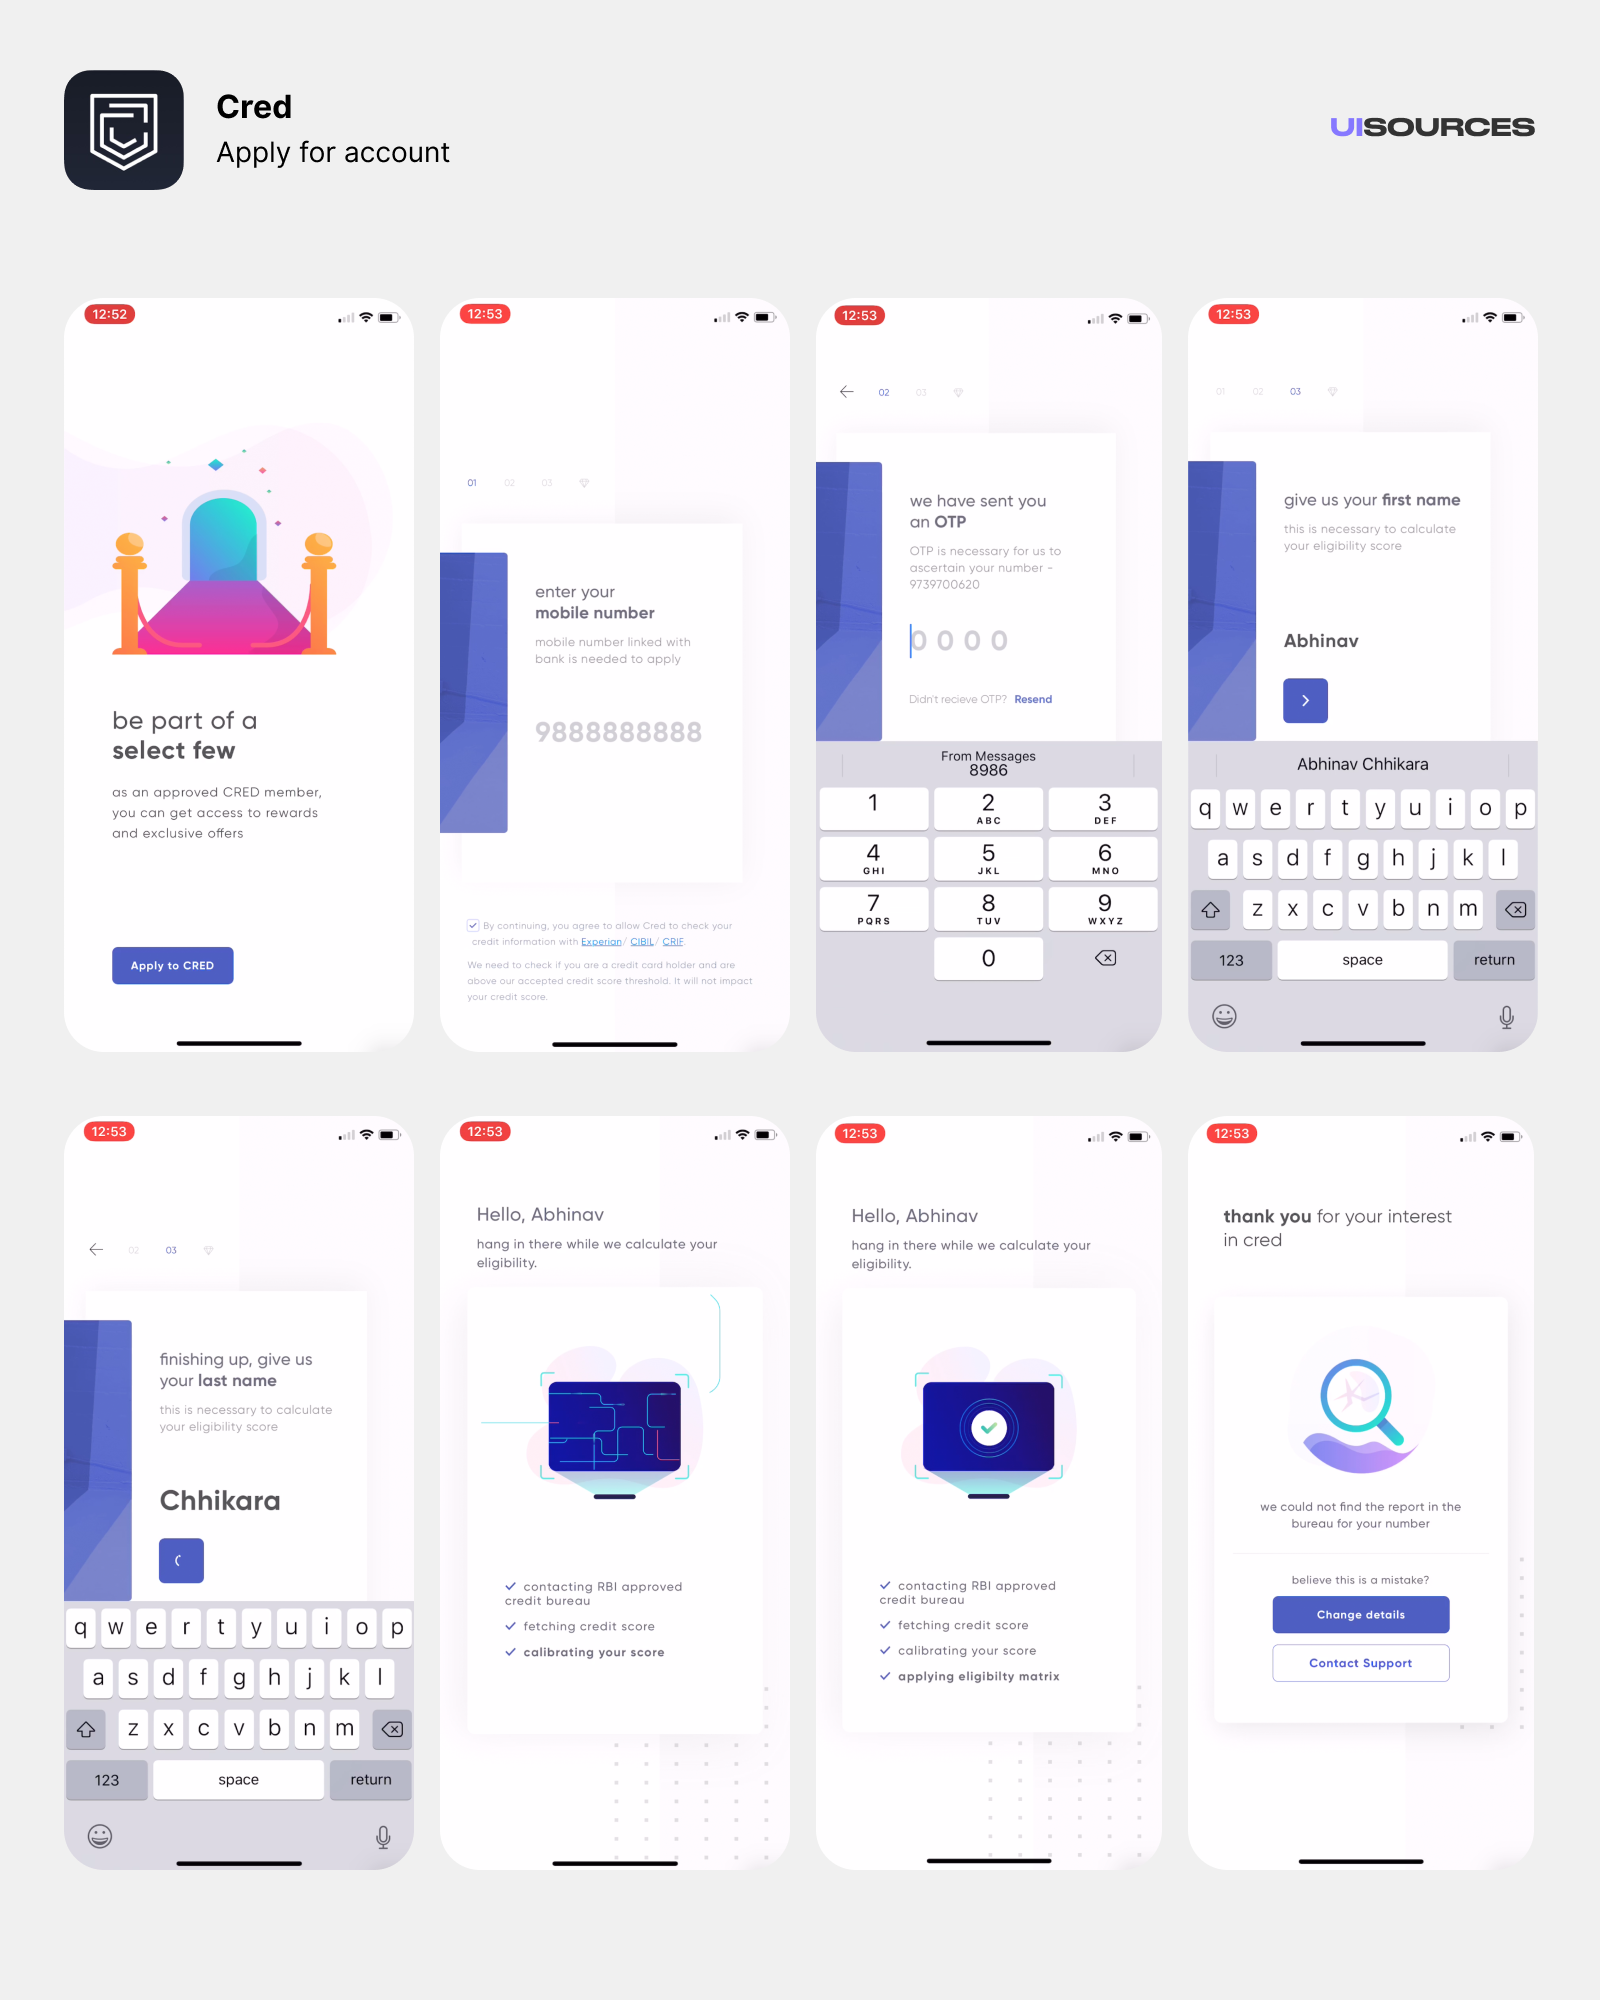 Cred
Apply for account
UISOURCES
12:52
be part of a
select few
as an approved CRED member,
you can get access to rewards
and exclusive offers
Apply to CRED
12:53
01 02 03
enter your
mobile number
mobile number linked with
bank is needed to apply
9888888888
By continuing, you agree to allow Cred to check your
credit information with Experian/ CIBIL/ CRIF.
We need to check if you are a credit card holder and are
above our accepted credit score threshold. It will not impact
your credit score.
12:53
02 03
we have sent you
an OTP
OTP is necessary for us to
ascertain your number -
9739700620
0 0 0 0
Didn't recieve OTP? Resend
From Messages
8986
1 2 3
ABC DEF
4 5 6
GHI JKL MNO
7 8 9
PQRS TUV WXYZ
0
12:53
01 02 03
give us your first name
this is necessary to calculate
your eligibility score
Abhinav
Abhinav Chhikara
q w e r t y u i o p
a s d f g h j k l
z x c v b n m
123 space return
12:53
02 03
finishing up, give us
your last name
this is necessary to calculate
your eligibility score
Chhikara
q w e r t y u i o p
a s d f g h j k l
z x c v b n m
123 space return
12:53
Hello, Abhinav
hang in there while we calculate your
eligibility.
contacting RBI approved
credit bureau
fetching credit score
calibrating your score
12:53
Hello, Abhinav
hang in there while we calculate your
eligibility.
contacting RBI approved
credit bureau
fetching credit score
calibrating your score
applying eligibilty matrix
12:53
thank you for your interest
in cred
we could not find the report in the
bureau for your number
believe this is a mistake?
Change details
Contact Support